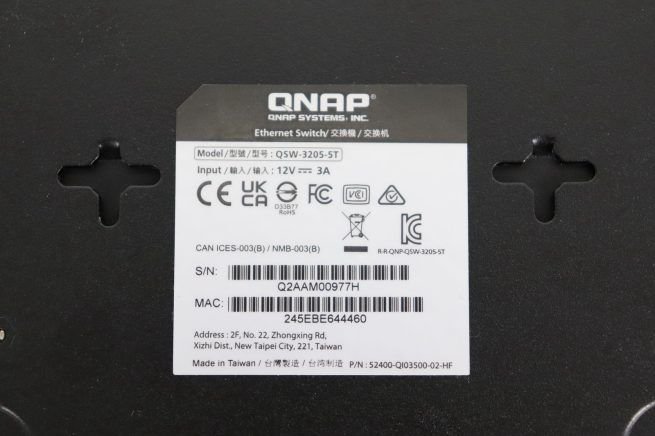 QNAP®
QNAP SYSTEMS, INC.
Ethernet Switch/交換機/交换机
Model/型號/型号: QSW-3205-5T
Input / 輸入 / 输入: 12V⎓ 3A
CE UK CA D33B77 RoHS FC VCI
CAN ICES-003(B) / NMB-003(B)
R-R-QNP-QSW-3205-5T
S/N:
Q2AAM00977H
MAC:
245EBE644460
Address : 2F, No. 22, Zhongxing Rd,
Xizhi Dist., New Taipei City, 221, Taiwan
Made in Taiwan / 台灣製造 / 台湾制造 P/N : 52400-QI03500-02-HF